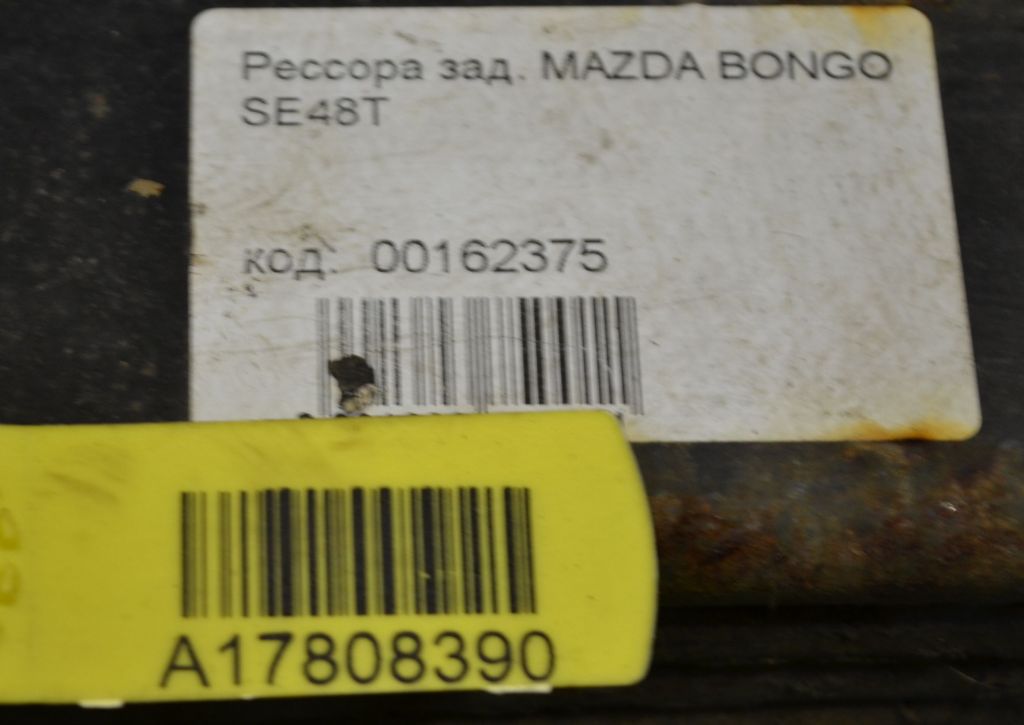 Рессора зад. MAZDA BONGO
SE48T
код: 00162375
A17808390